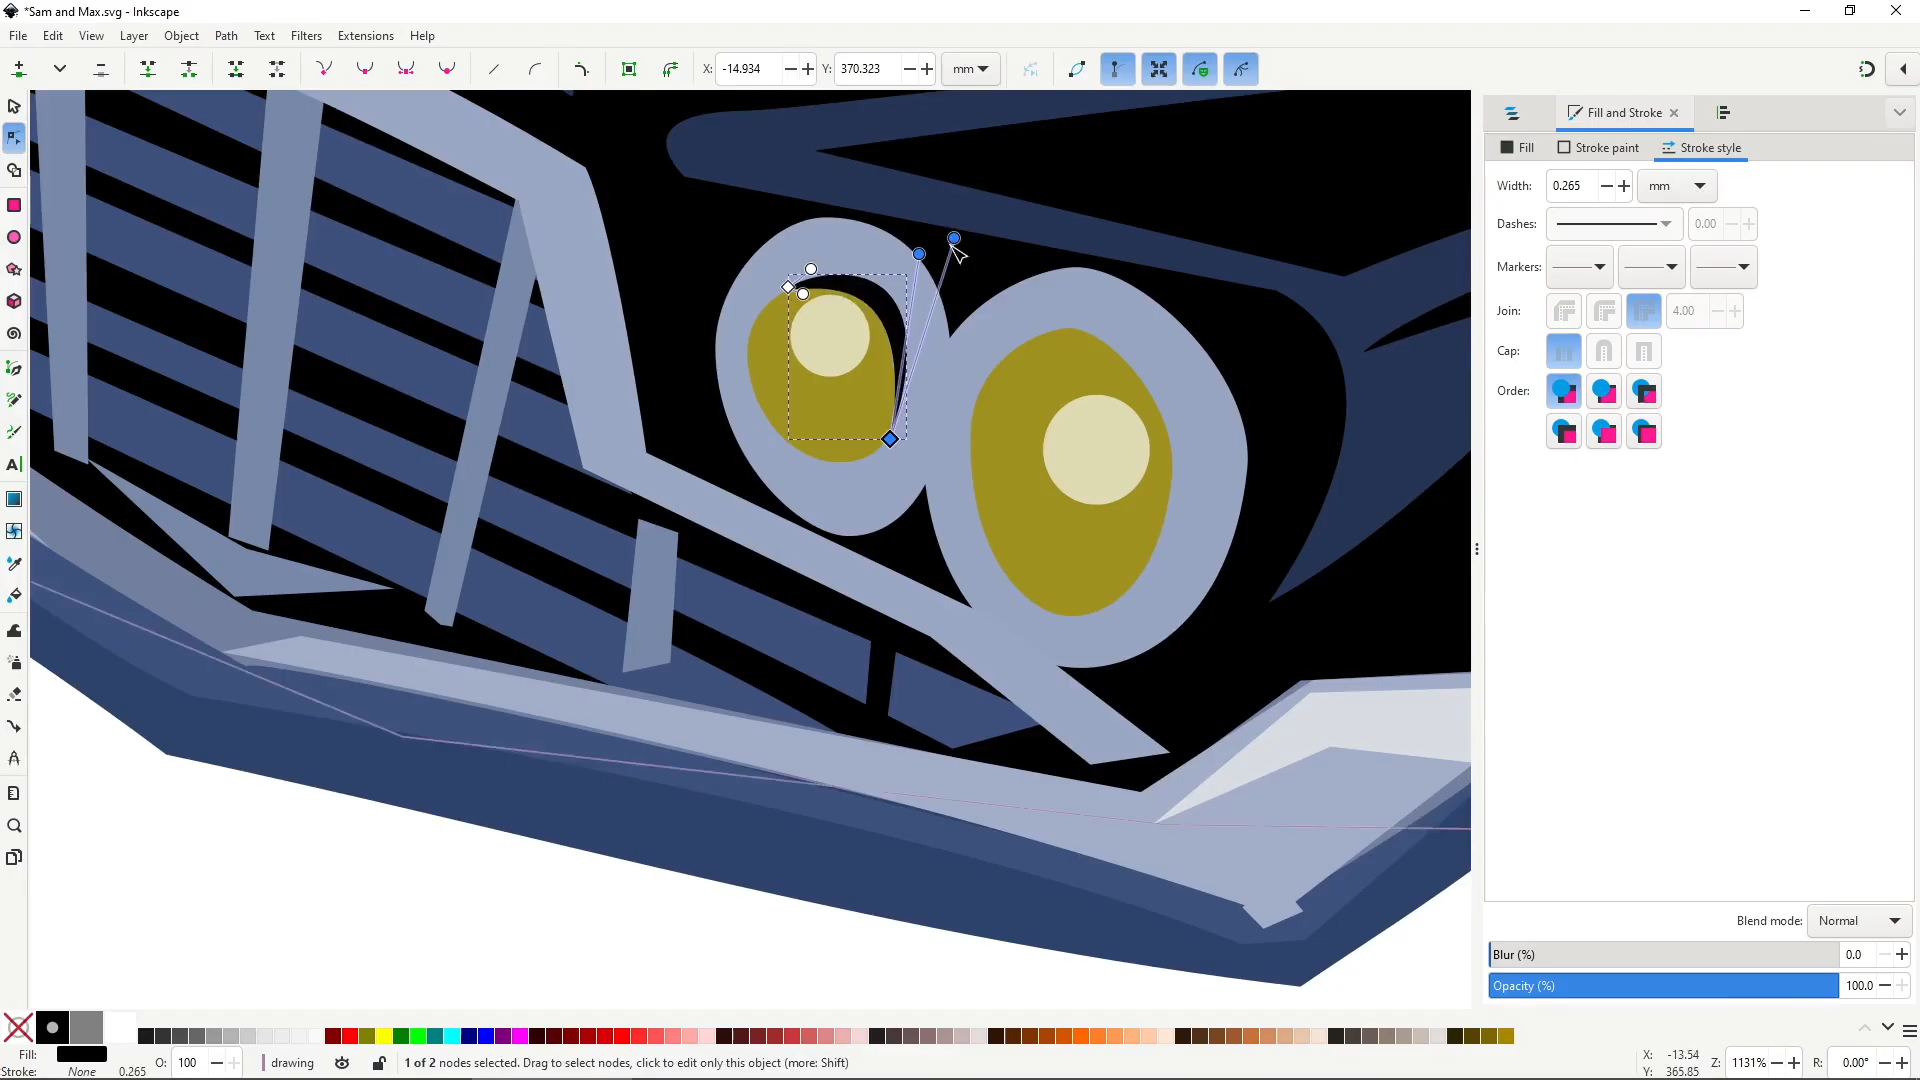 *Sam and Max.svg - Inkscape
File Edit View Layer Object Path Text Filters Extensions Help
X: -14.934 Y: 370.323 mm
Fill and Stroke
Fill Stroke paint Stroke style
Width: 0.265 mm
Dashes: 0.00
Markers:
Join: 4.00
Cap:
Order:
Blend mode: Normal
Blur (%) 0.0
Opacity (%) 100.0
Fill: O: 100 drawing 1 of 2 nodes selected. Drag to select nodes, click to edit only this object (more: Shift) X: -13.54 Z: 1131% R: 0.00°
Stroke: None 0.265 Y: 365.85